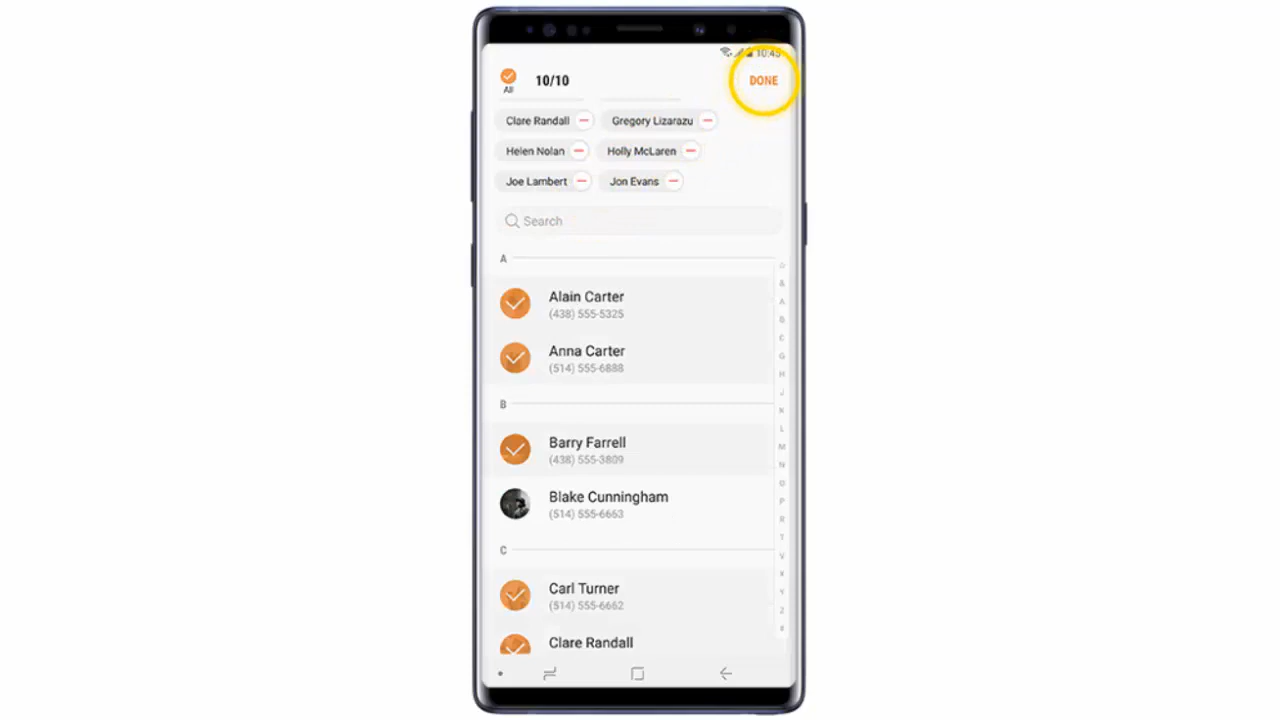 10:45
All
10/10
DONE
Clare Randall
Gregory Lizarazu
Helen Nolan
Holly McLaren
Joe Lambert
Jon Evans
Search
A
Alain Carter
(438) 555-5325
Anna Carter
(514) 555-6888
B
Barry Farrell
(438) 555-3809
Blake Cunningham
(514) 555-6663
C
Carl Turner
(514) 555-6662
Clare Randall
&
A
B
C
G
H
J
K
L
M
N
O
P
R
T
V
X
Y
Z
#